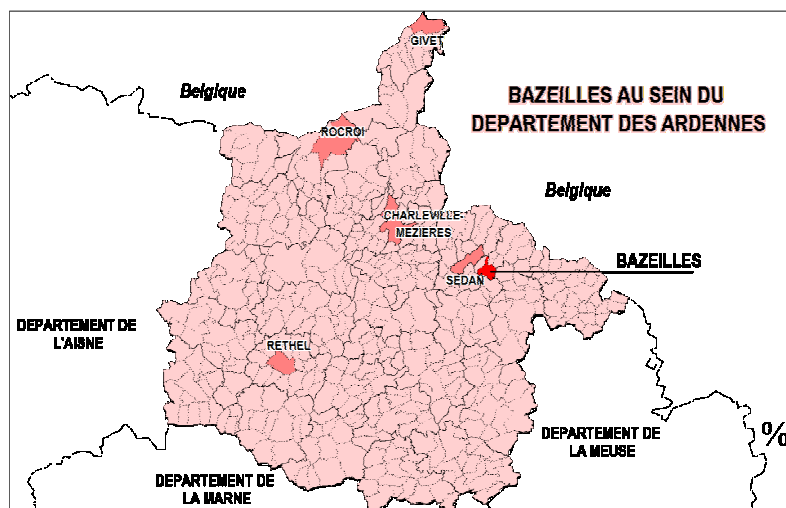 GIVET
Belgique
BAZEILLES AU SEIN DU
DEPARTEMENT DES ARDENNES
ROCROI
Belgique
CHARLEVILLE-
MEZIERES
BAZEILLES
SEDAN
DEPARTEMENT DE
L'AISNE
RETHEL
DEPARTEMENT DE
LA MEUSE
%
DEPARTEMENT DE
LA MARNE